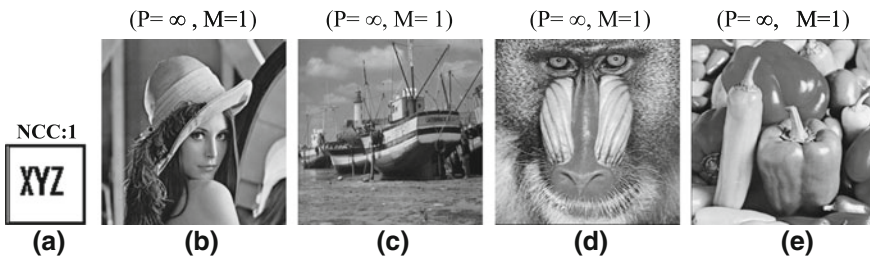 (P= ∞ , M=1) (P= ∞, M= 1) (P= ∞, M=1) (P= ∞, M=1)
NCC:1
XYZ
(a) (b) (c) (d) (e)